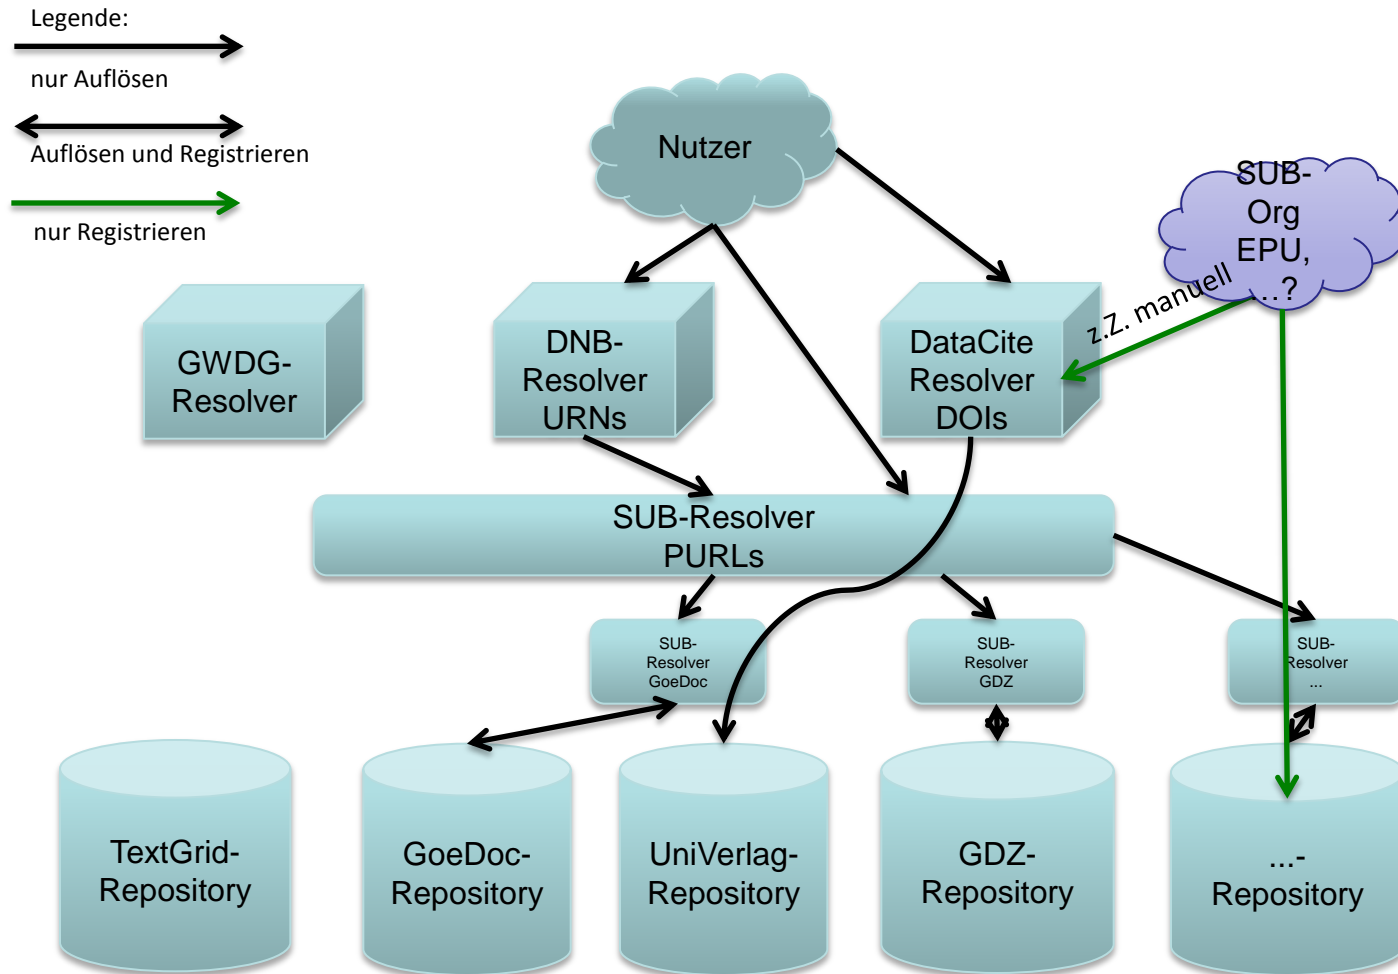 Legende:
nur Auflösen
Auflösen und Registrieren
nur Registrieren
Nutzer
SUB-
Org
EPU,
...?
z.Z. manuell
GWDG-
Resolver
DNB-
Resolver
URNs
DataCite
Resolver
DOIs
SUB-Resolver
PURLs
SUB-
Resolver
GoeDoc
SUB-
Resolver
GDZ
SUB-
Resolver
...
TextGrid-
Repository
GoeDoc-
Repository
UniVerlag-
Repository
GDZ-
Repository
...-
Repository